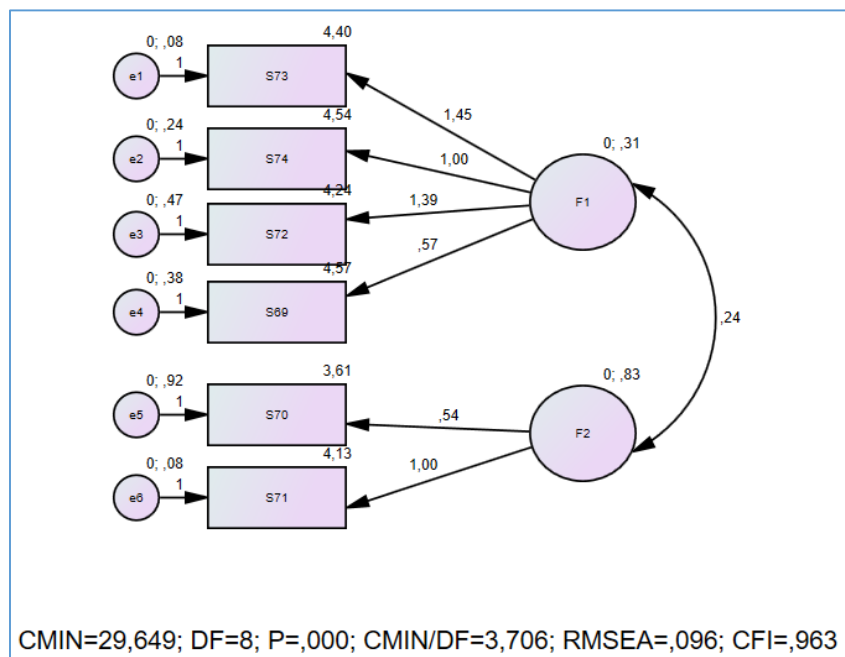 4,40
0; ,08
1
e1
S73
1,45
4,54
0; ,24
1
e2
S74
1,00
0; ,31
F1
4,24
0; ,47
1
e3
S72
1,39
,57
4,57
0; ,38
1
e4
S69
,24
3,61
0; ,92
1
e5
S70
,54
0; ,83
F2
4,13
0; ,08
1
e6
S71
1,00
CMIN=29,649; DF=8; P=,000; CMIN/DF=3,706; RMSEA=,096; CFI=,963